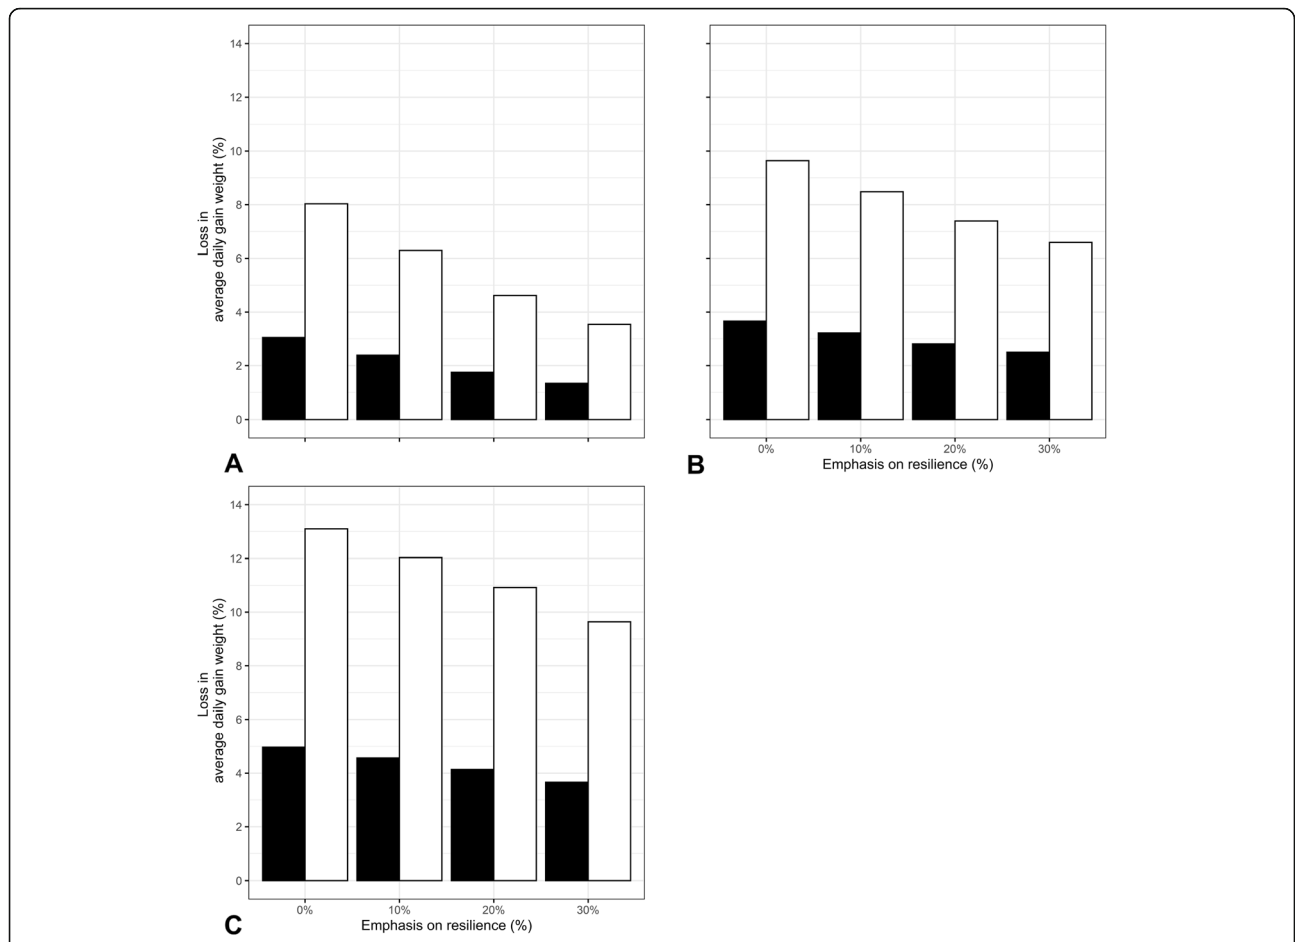 14
12
10
8
6
4
2
0
Loss in
average daily gain weight (%)
A
0% 10% 20% 30%
Emphasis on resilience (%)
B
14
12
10
8
6
4
2
0
Loss in
average daily gain weight (%)
0% 10% 20% 30%
Emphasis on resilience (%)
C